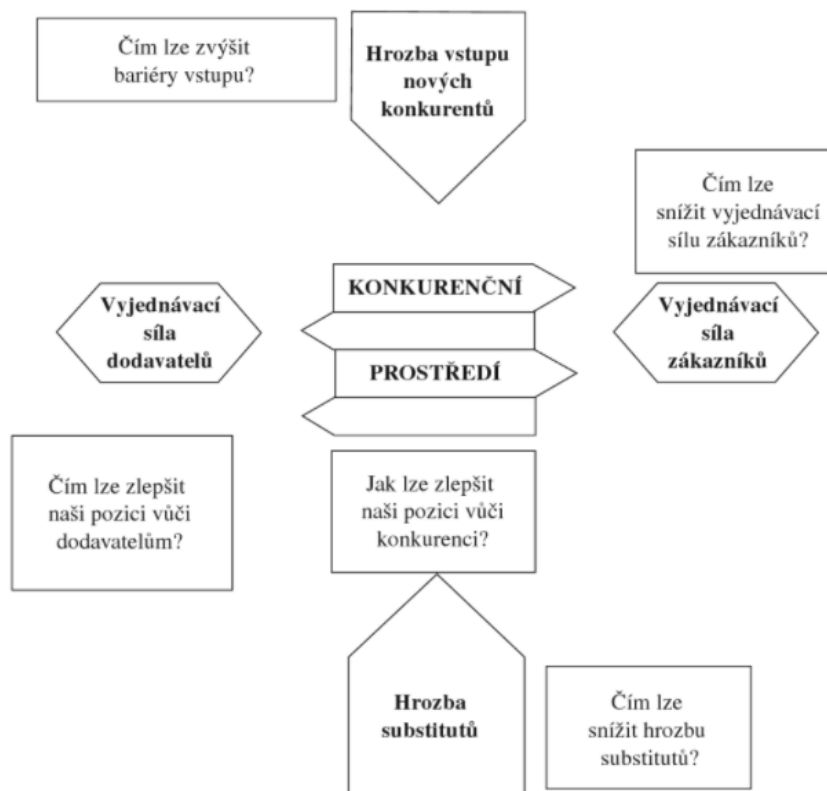 Čím lze zvýšit
bariéry vstupu?
Hrozba vstupu
nových
konkurentů
Čím lze
snížit vyjednávací
sílu zákazníků?
Vyjednávací
síla
dodavatelů
KONKURENČNÍ
PROSTŘEDÍ
Vyjednávací
síla
zákazníků
Čím lze zlepšit
naši pozici vůči
dodavatelům?
Jak lze zlepšit
naši pozici vůči
konkurenci?
Hrozba
substitutů
Čím lze
snížit hrozbu
substitutů?